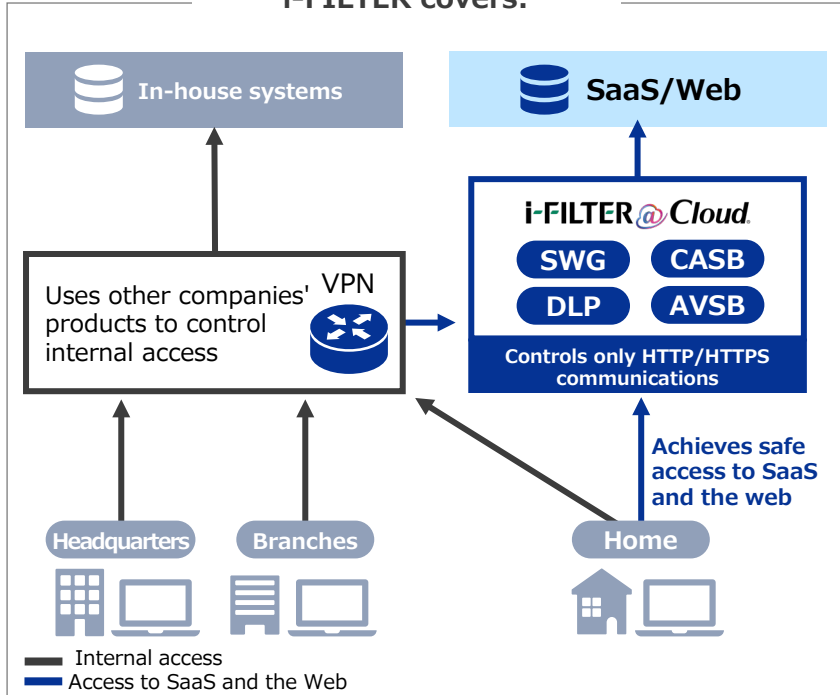 i-FILTER covers:
In-house systems
SaaS/Web
Uses other companies'
products to control
internal access
VPN
i-FILTER@Cloud.
SWG
CASB
DLP
AVSB
Controls only HTTP/HTTPS
communications
Achieves safe
access to SaaS
and the web
Headquarters
Branches
Home
Internal access
Access to SaaS and the Web